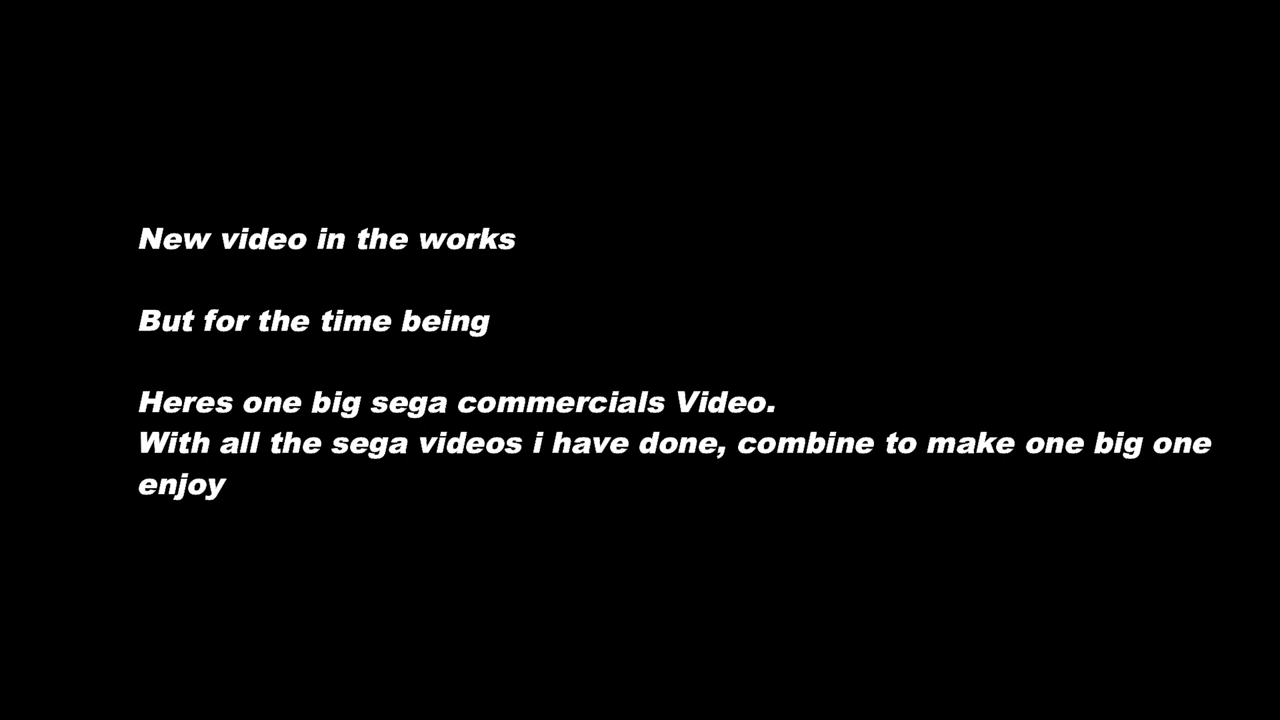 New video in the works
But for the time being
Heres one big sega commercials Video.
With all the sega videos i have done, combine to make one big one
enjoy